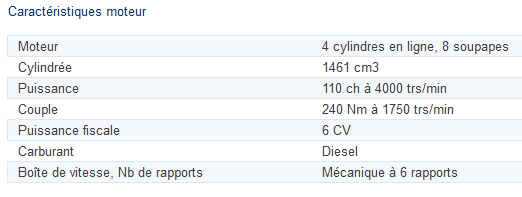 Caractéristiques moteur
Moteur 4 cylindres en ligne, 8 soupapes
Cylindrée 1461 cm3
Puissance 110 ch à 4000 trs/min
Couple 240 Nm à 1750 trs/min
Puissance fiscale 6 CV
Carburant Diesel
Boîte de vitesse, Nb de rapports Mécanique à 6 rapports